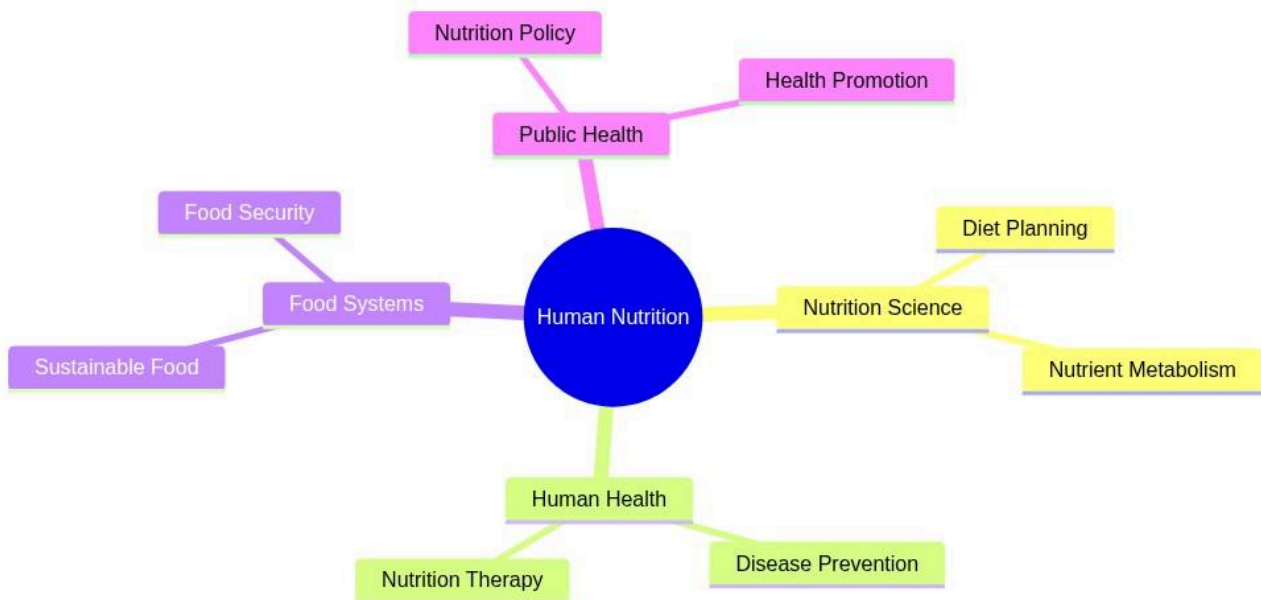 Nutrition Policy
Health Promotion
Public Health
Food Security
Diet Planning
Food Systems
Human Nutrition
Nutrition Science
Sustainable Food
Nutrient Metabolism
Human Health
Nutrition Therapy
Disease Prevention